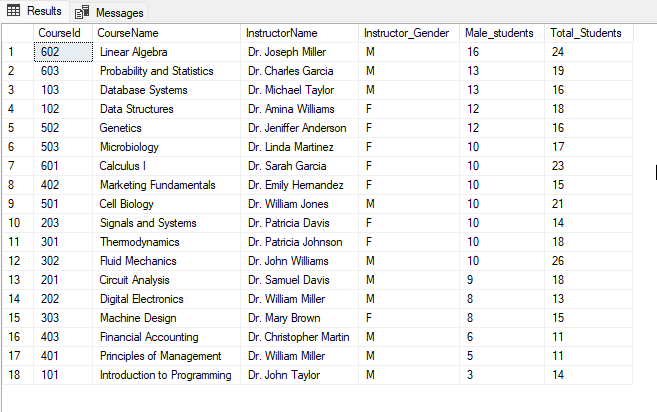 Results Messages
CourseId CourseName InstructorName Instructor_Gender Male_students Total_Students
1 602 Linear Algebra Dr. Joseph Miller M 16 24
2 603 Probability and Statistics Dr. Charles Garcia M 13 19
3 103 Database Systems Dr. Michael Taylor M 13 16
4 102 Data Structures Dr. Amina Williams F 12 18
5 502 Genetics Dr. Jeniffer Anderson F 12 16
6 503 Microbiology Dr. Linda Martinez F 10 17
7 601 Calculus I Dr. Sarah Garcia F 10 23
8 402 Marketing Fundamentals Dr. Emily Hernandez F 10 15
9 501 Cell Biology Dr. William Jones M 10 21
10 203 Signals and Systems Dr. Patricia Davis F 10 14
11 301 Thermodynamics Dr. Patricia Johnson F 10 18
12 302 Fluid Mechanics Dr. John Williams M 10 26
13 201 Circuit Analysis Dr. Samuel Davis M 9 18
14 202 Digital Electronics Dr. William Miller M 8 13
15 303 Machine Design Dr. Mary Brown F 8 15
16 403 Financial Accounting Dr. Christopher Martin M 6 11
17 401 Principles of Management Dr. William Miller M 5 11
18 101 Introduction to Programming Dr. John Taylor M 3 14